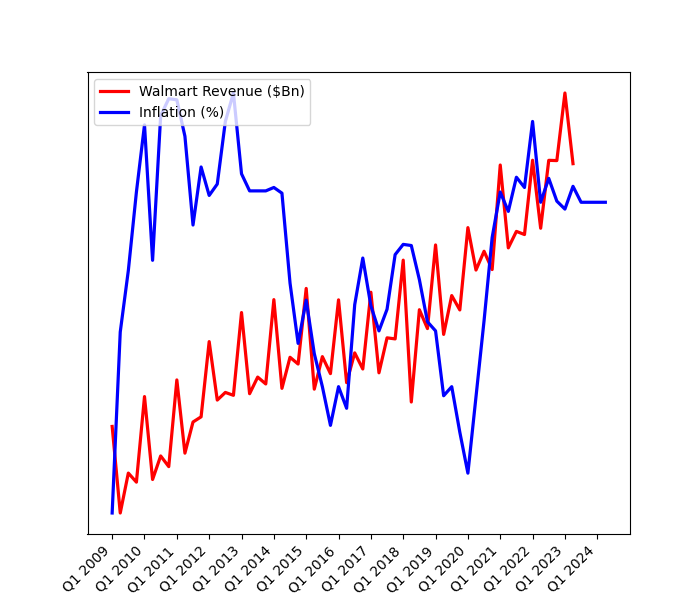 Walmart Revenue ($Bn)
Inflation (%)
Q1 2009
Q1 2010
Q1 2011
Q1 2012
Q1 2013
Q1 2014
Q1 2015
Q1 2016
Q1 2017
Q1 2018
Q1 2019
Q1 2020
Q1 2021
Q1 2022
Q1 2023
Q1 2024